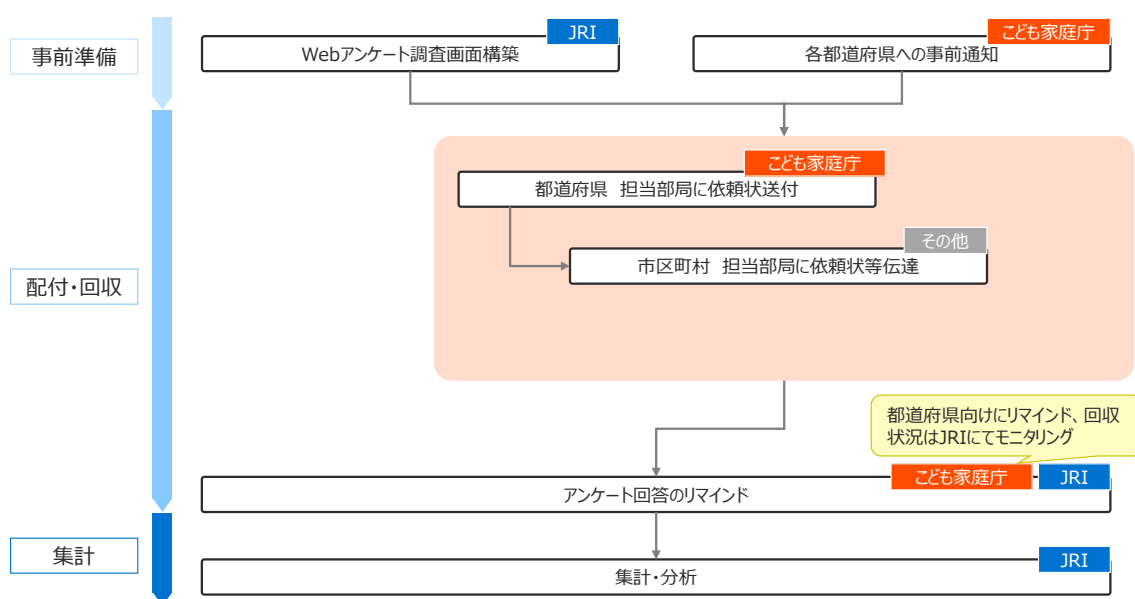 事前準備
JRI
Webアンケート調査画面構築
こども家庭庁
各都道府県への事前通知
配付・回収
こども家庭庁
都道府県 担当部局に依頼状送付
その他
市区町村 担当部局に依頼状等伝達
都道府県向けにリマインド、回収
状況はJRIにてモニタリング
こども家庭庁
JRI
アンケート回答のリマインド
集計
JRI
集計・分析